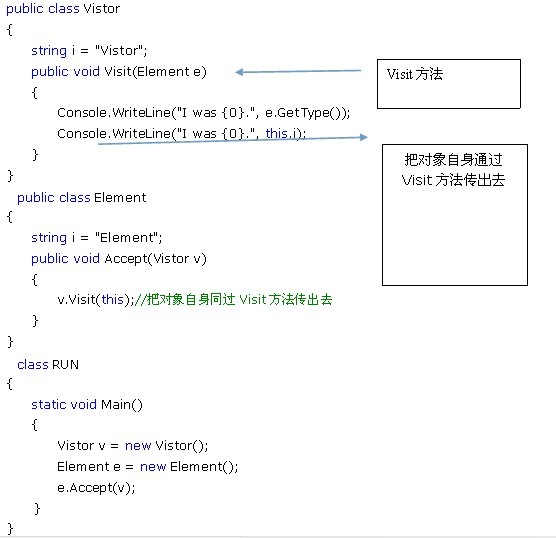 public class Vistor
{
string i = "Vistor";
public void Visit(Element e)
Visit 方法
{
Console.WriteLine("I was {0}.", e.GetType());
Console.WriteLine("I was {0}.", this.i);
}
把对象自身通过
Visit 方法传出去
}
public class Element
{
string i = "Element";
public void Accept(Vistor v)
{
v.Visit(this);//把对象自身同过 Visit 方法传出去
}
}
class RUN
{
static void Main()
{
Vistor v = new Vistor();
Element e = new Element();
e.Accept(v);
}
}